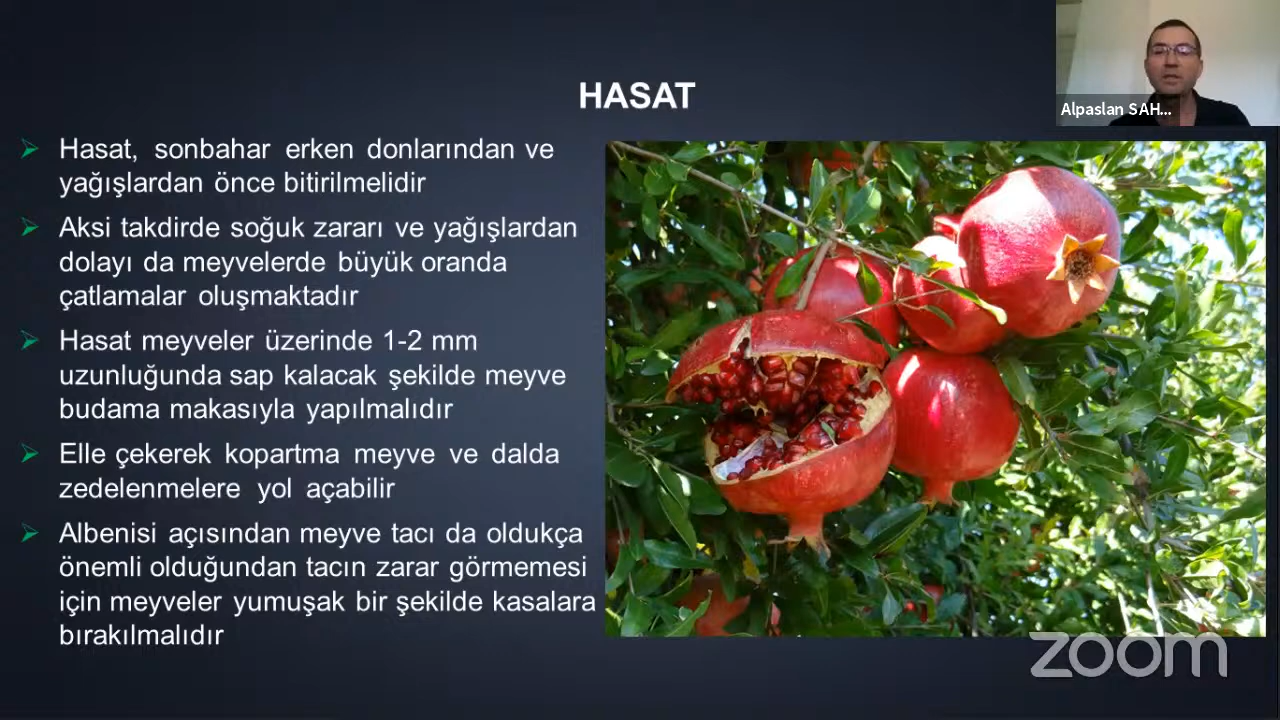 HASAT
Alpaslan SAH...
Hasat, sonbahar erken donlarından ve
yağışlardan önce bitirilmelidir
Aksi takdirde soğuk zararı ve yağışlardan
dolayı da meyvelerde büyük oranda
çatlamalar oluşmaktadır
Hasat meyveler üzerinde 1-2 mm
uzunluğunda sap kalacak şekilde meyve
budama makasıyla yapılmalıdır
Elle çekerek kopartma meyve ve dalda
zedelenmelere yol açabilir
Albenisi açısından meyve tacı da oldukça
önemli olduğundan tacın zarar görmemesi
için meyveler yumuşak bir şekilde kasalara
bırakılmalıdır
zoom